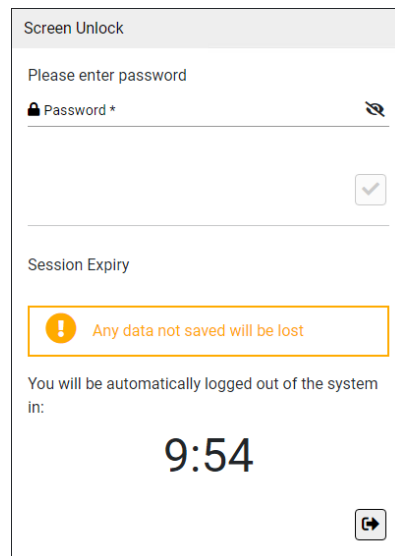 Screen Unlock
Please enter password
Password *
Session Expiry
Any data not saved will be lost
You will be automatically logged out of the system
in:
9:54